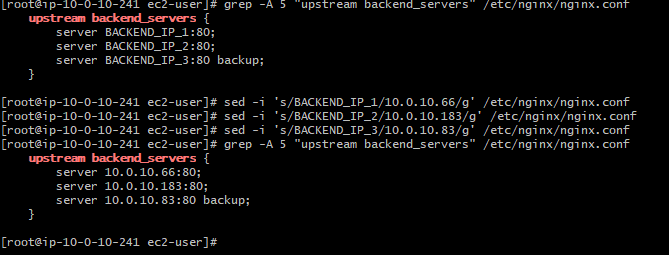 [root@ip-10-0-10-241 ec2-user]# grep -A 5 "upstream backend_servers" /etc/nginx/nginx.conf
    upstream backend_servers {
        server BACKEND_IP_1:80;
        server BACKEND_IP_2:80;
        server BACKEND_IP_3:80 backup;
    }
[root@ip-10-0-10-241 ec2-user]# sed -i 's/BACKEND_IP_1/10.0.10.66/g' /etc/nginx/nginx.conf
[root@ip-10-0-10-241 ec2-user]# sed -i 's/BACKEND_IP_2/10.0.10.183/g' /etc/nginx/nginx.conf
[root@ip-10-0-10-241 ec2-user]# sed -i 's/BACKEND_IP_3/10.0.10.83/g' /etc/nginx/nginx.conf
[root@ip-10-0-10-241 ec2-user]# grep -A 5 "upstream backend_servers" /etc/nginx/nginx.conf
    upstream backend_servers {
        server 10.0.10.66:80;
        server 10.0.10.183:80;
        server 10.0.10.83:80 backup;
    }
[root@ip-10-0-10-241 ec2-user]#